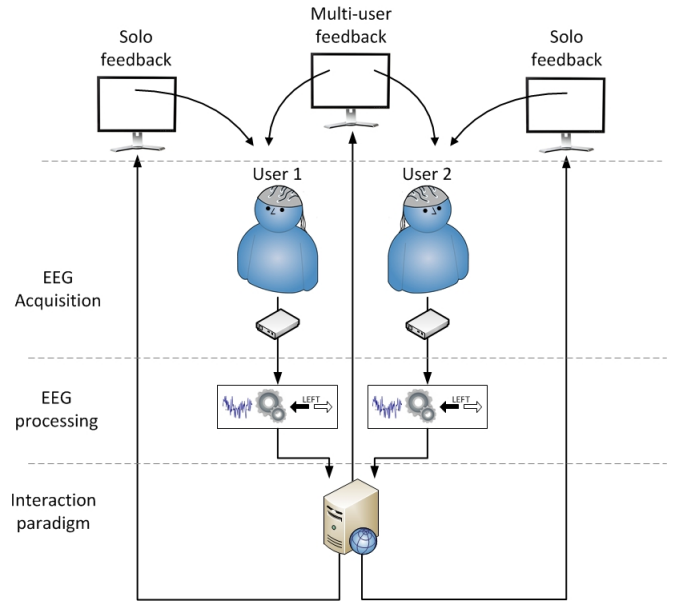 Multi-user
feedback
Solo
feedback
Solo
feedback
User 1
User 2
EEG
Acquisition
EEG
processing
LEFT
LEFT
Interaction
paradigm